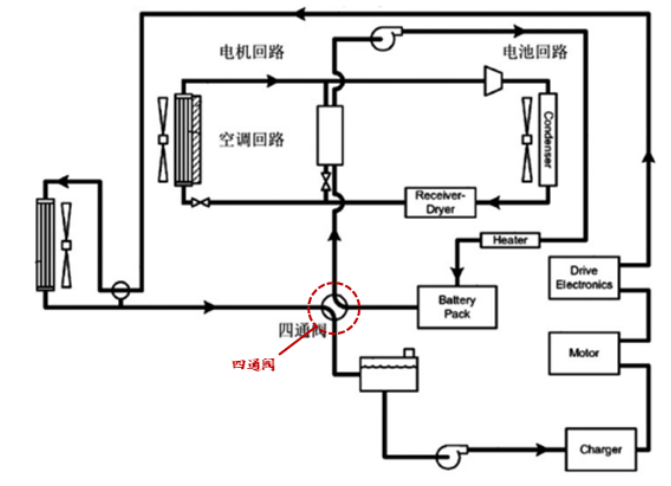 电机回路
电池回路
空调回路
Condenser
Receiver-
Dryer
Heater
Drive
Electronics
Battery
Pack
四通阀
四通阀
Motor
Charger